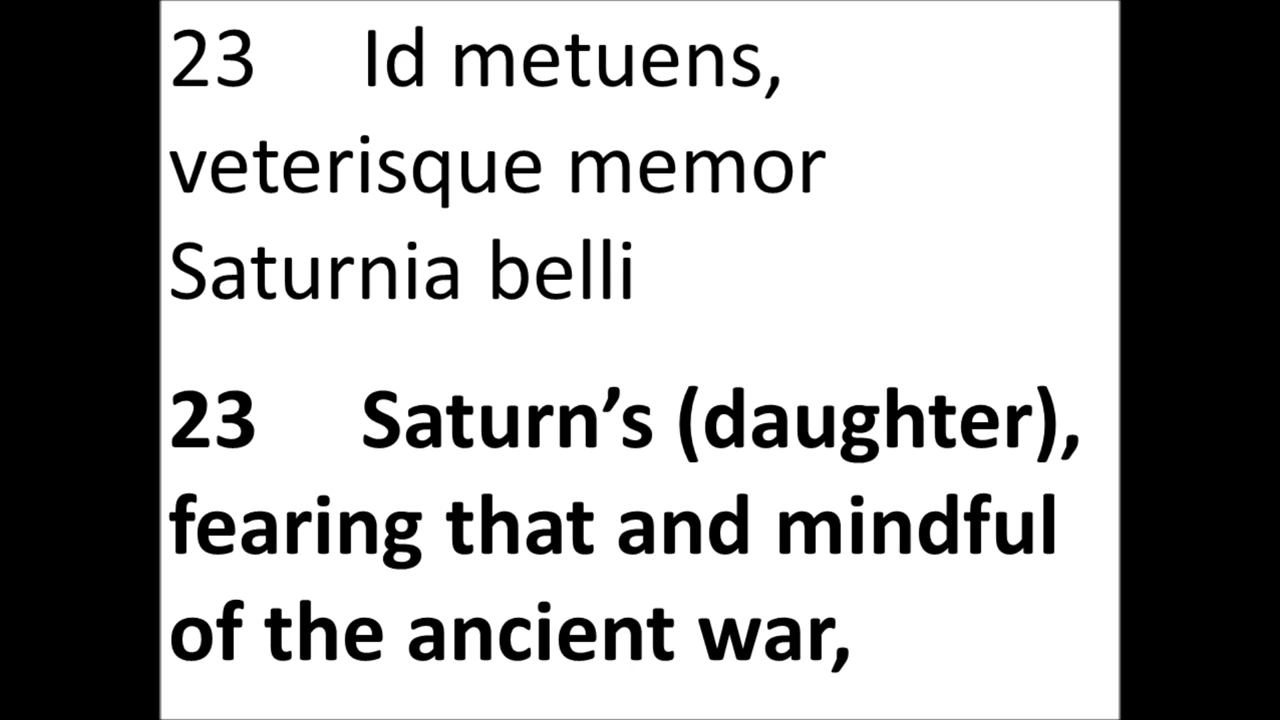 23 Id metuens,
veterisque memor
Saturnia belli
23 Saturn’s (daughter),
fearing that and mindful
of the ancient war,